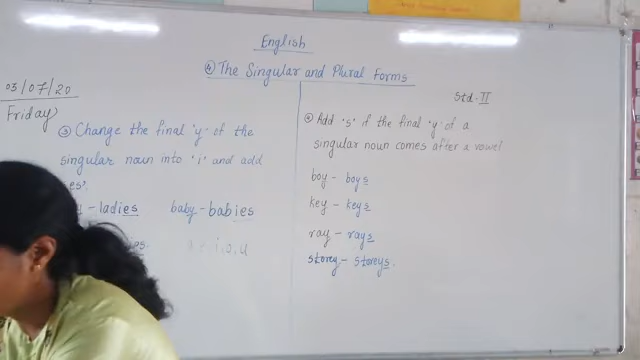 English
④ The Singular and Plural Forms
03/07/20
Friday
Std-II
③ Change the final 'y' of the
singular noun into 'i' and add
es'.
y - ladies baby - babies
ies. i, o, u
④ Add 's' if the final 'y' of a
singular noun comes after a vowel
boy - boys
key - keys
ray - rays
storey - storeys.